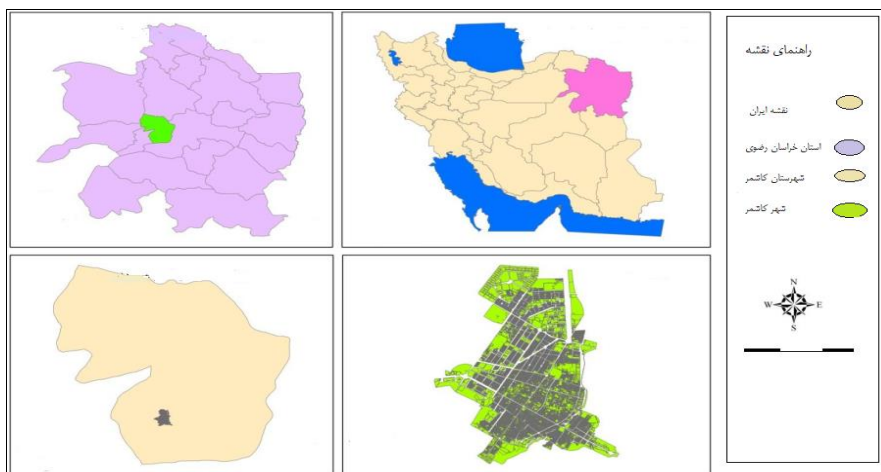 راهنمای نقشه
نقشه ایران
استان خراسان رضوی
شهرستان کاشمر
شهر کاشمر
N
W E
S